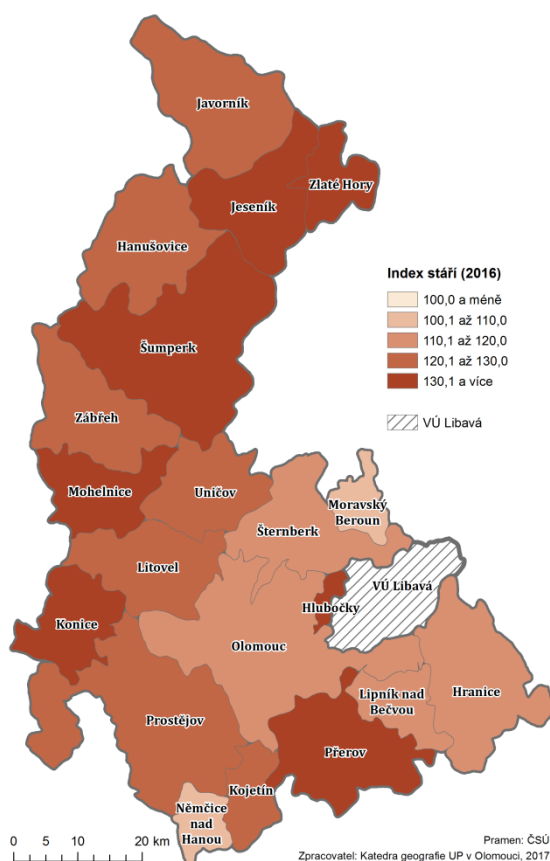 Javorník
Zlaté Hory
Jeseník
Hanušovice
Index stáří (2016)
100,0 a méně
100,1 až 110,0
110,1 až 120,0
120,1 až 130,0
130,1 a více
VÚ Libavá
Šumperk
Zábřeh
Mohelnice
Uničov
Moravský
Beroun
Šternberk
Litovel
VÚ Libavá
Hlubočky
Konice
Olomouc
Hranice
Lipník nad
Bečvou
Prostějov
Přerov
Kojetín
Němčice
nad
Hanou
0 5 10 20 km
Pramen: ČSÚ
Zpracovatel: Katedra geografie UP v Olomouci, 2017